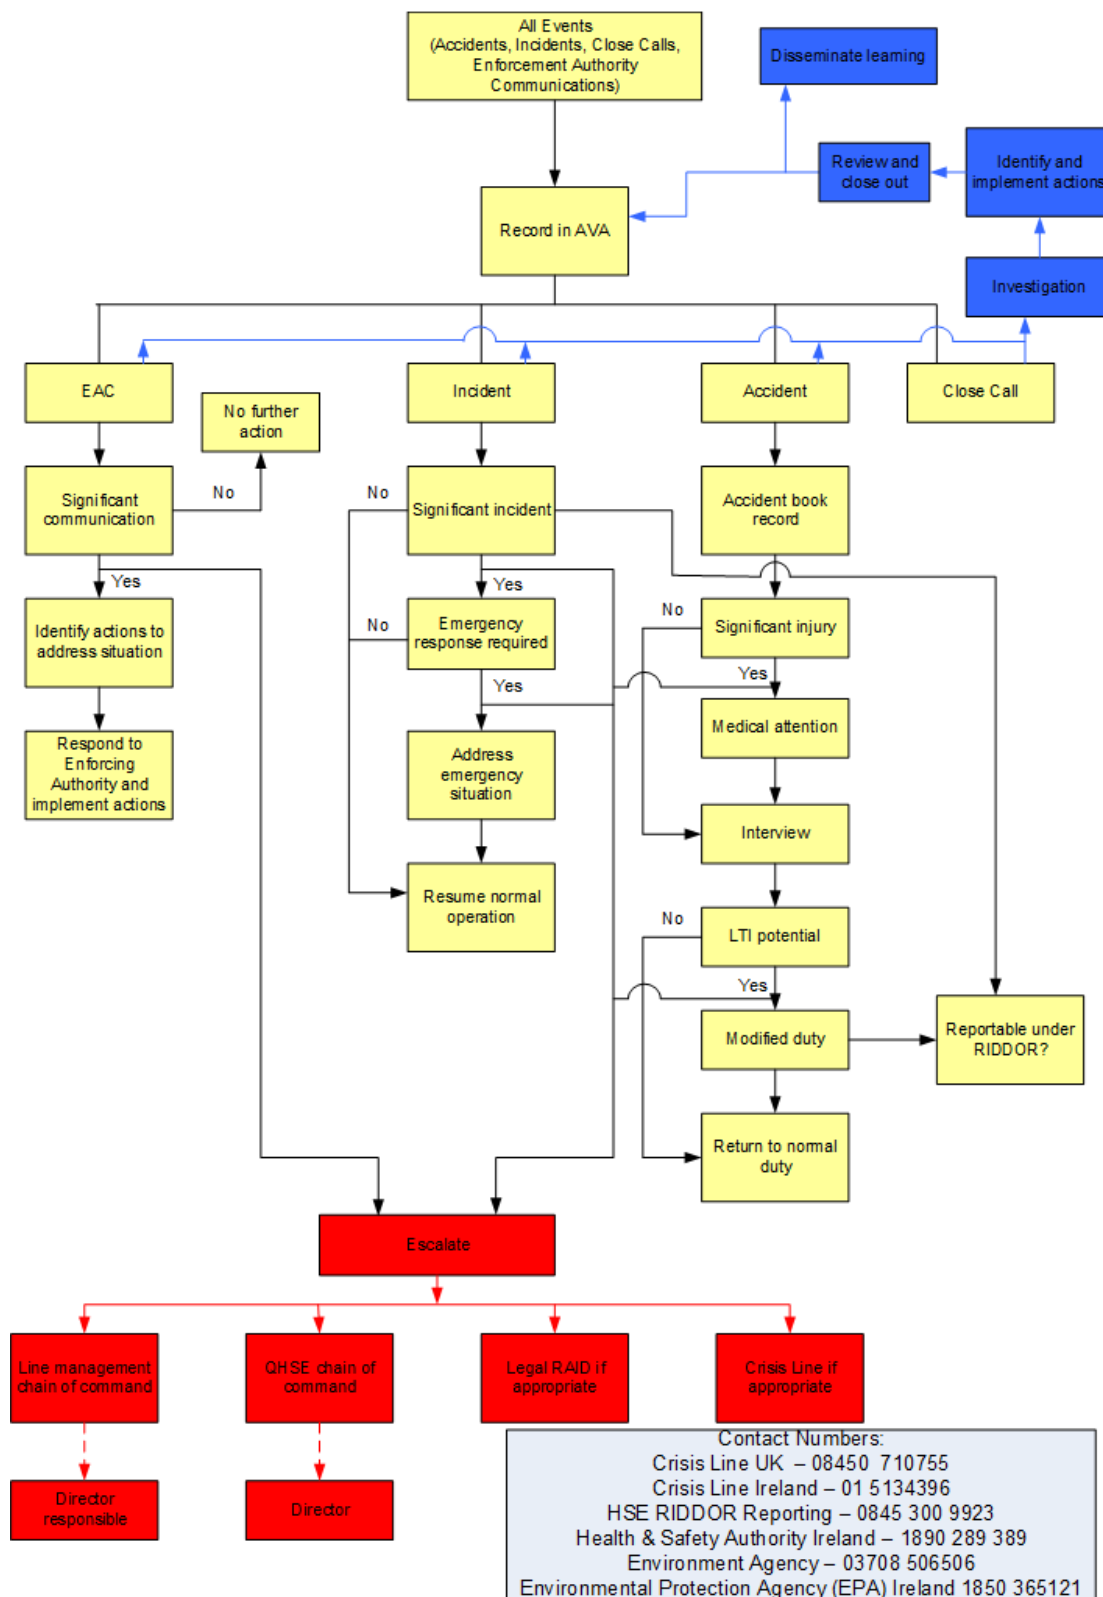 All Events
(Accidents, Incidents, Close Calls,
Enforcement Authority
Communications)
Disseminate learning
Review and
close out
Identify and
implement actions
Record in AVA
Investigation
EAC
Incident
Accident
Close Call
No further
action
No
Significant
communication
No
Significant incident
Accident book
record
Yes
Yes
Identify actions to
address situation
No
Emergency
response required
No
Significant injury
Yes
Yes
Medical attention
Respond to
Enforcing
Authority and
implement actions
Address
emergency
situation
Interview
Resume normal
operation
No
LTI potential
Yes
Modified duty
Reportable under
RIDDOR?
Return to normal
duty
Escalate
Line management
chain of command
QHSE chain of
command
Legal RAID if
appropriate
Crisis Line if
appropriate
Director
responsible
Director
Contact Numbers:
Crisis Line UK – 08450 710755
Crisis Line Ireland – 01 5134396
HSE RIDDOR Reporting – 0845 300 9923
Health & Safety Authority Ireland – 1890 289 389
Environment Agency – 03708 506506
Environmental Protection Agency (EPA) Ireland 1850 365121